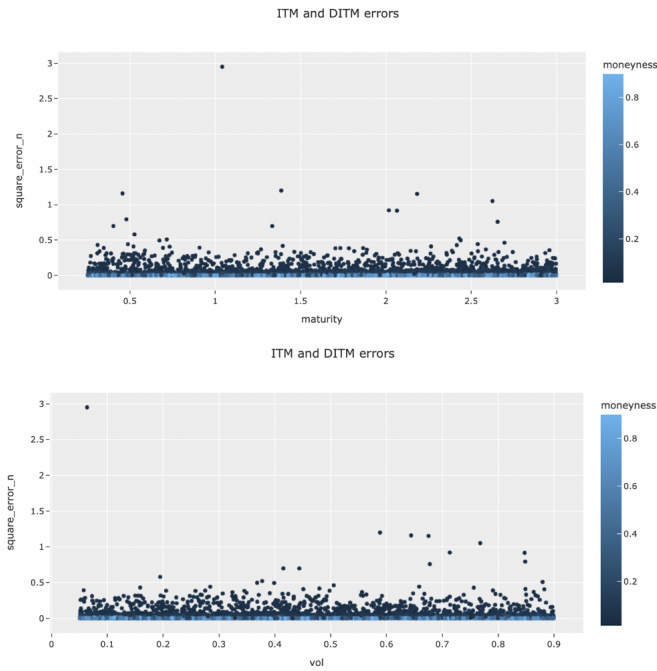 ITM and DITM errors
square_error_n
3
2.5
2
1.5
1
0.5
0
0.5 1 1.5 2 2.5 3
maturity
moneyness
0.8
0.6
0.4
0.2
ITM and DITM errors
square_error_n
3
2.5
2
1.5
1
0.5
0
0 0.1 0.2 0.3 0.4 0.5 0.6 0.7 0.8 0.9
vol
moneyness
0.8
0.6
0.4
0.2